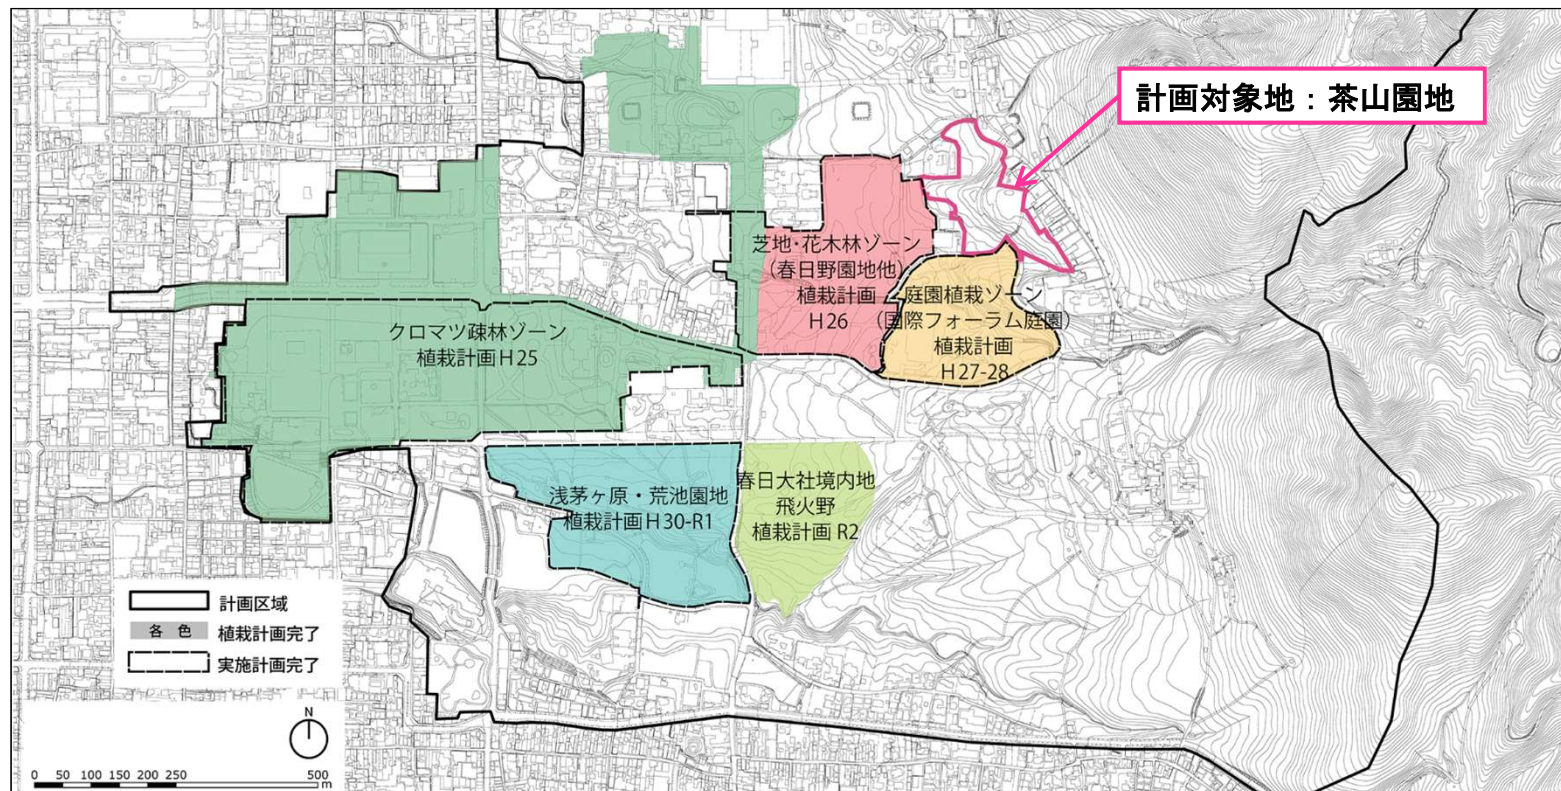 計画対象地：茶山園地
芝地・花木林ゾーン
（春日野園地他）
植栽計画
H26
庭園植栽ゾーン
（国際フォーラム庭園）
植栽計画
H27-28
クロマツ疎林ゾーン
植栽計画H25
浅茅ヶ原・荒池園地
植栽計画H30-R1
春日大社境内地
飛火野
植栽計画 R2
計画区域
各 色 植栽計画完了
実施計画完了
N
0 50 100 150 200 250 500
m